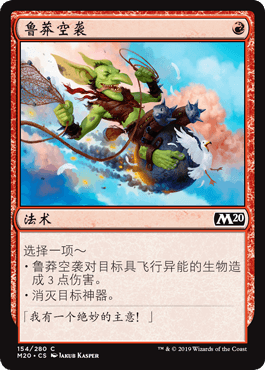 鲁莽空袭
法术
M20
选择一项~
•鲁莽空袭对目标具飞行异能的生物造
成3点伤害。
•消灭目标神器。
「我有一个绝妙的主意！」
154/280 C
M20 • CS Jakub Kasper
™ & © 2019 Wizards of the Coast